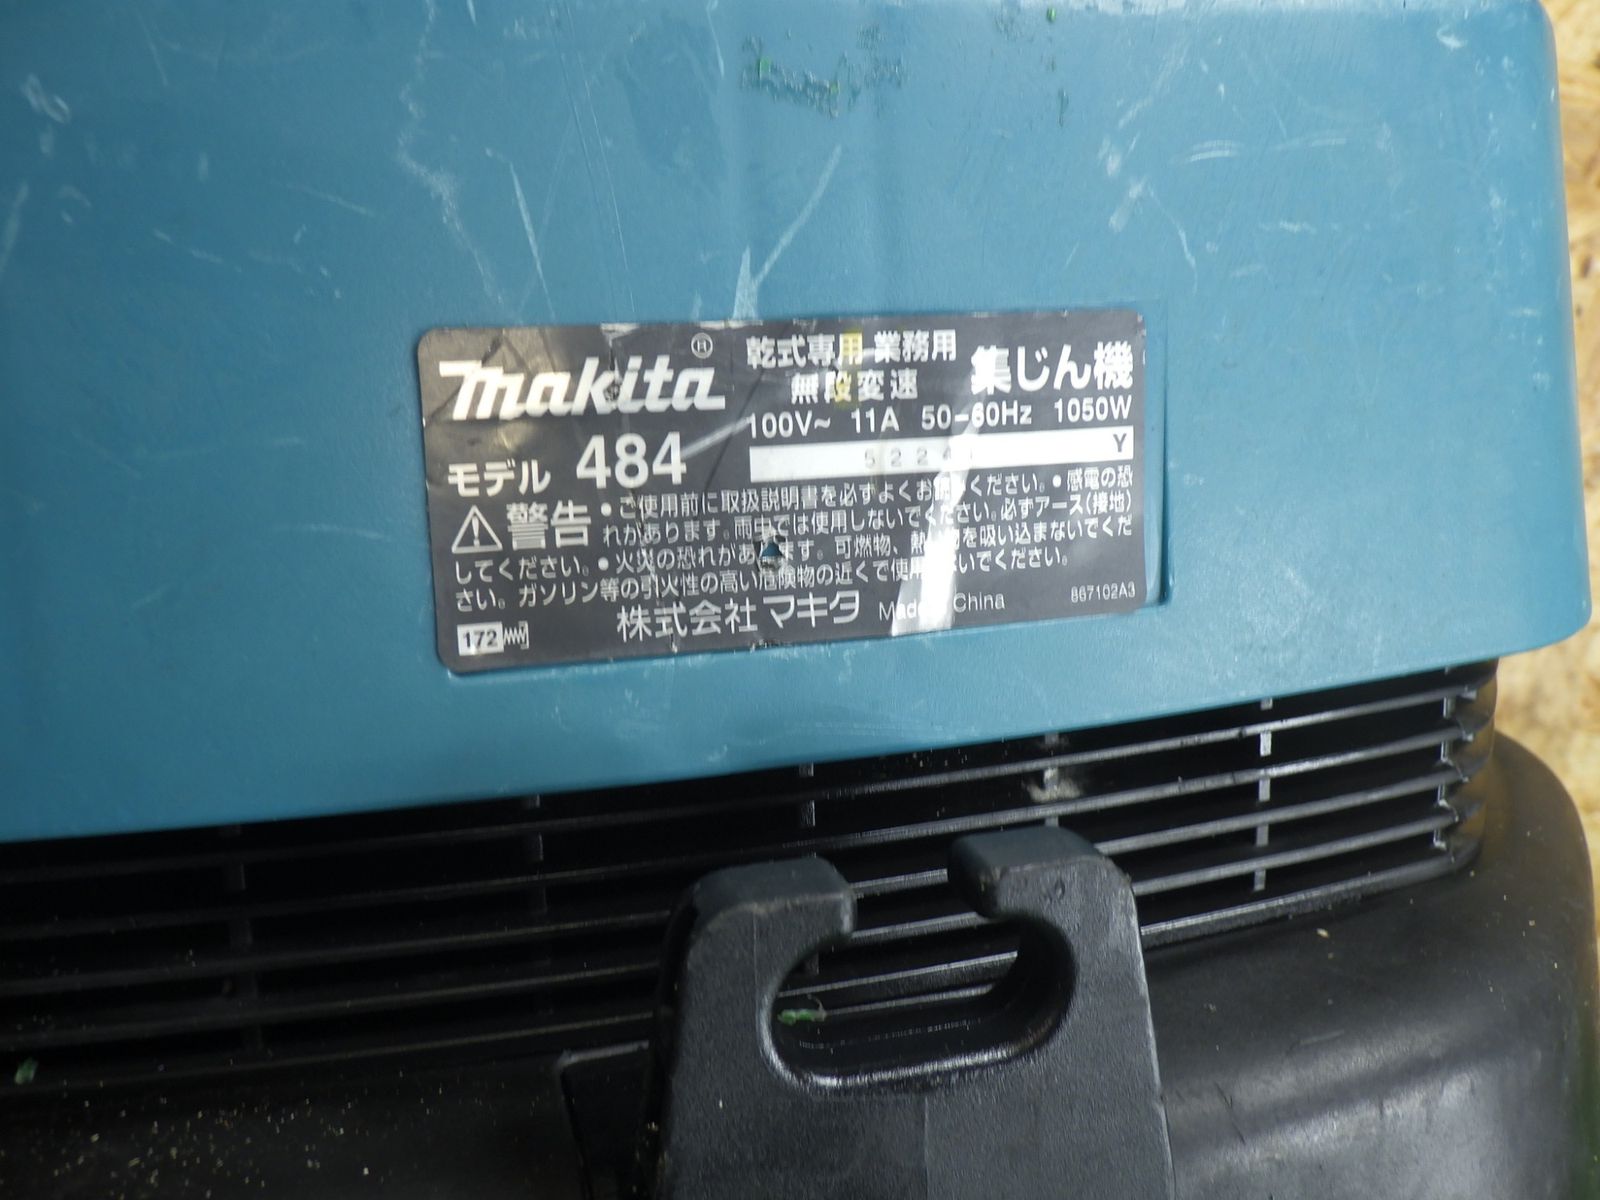 makita®
乾式専用 業務用
無段変速
集じん機
100V~ 11A 50-60Hz 1050W
モデル 484
Y
警告 •ご使用前に取扱説明書を必ずよくお読みください。•感電の恐
れがあります。雨中では使用しないでください。必ずアース(接地)
してください。•火災の恐れがあります。可燃物、熱い物を吸い込まないでくだ
さい。ガソリン等の引火性の高い危険物の近くで使用しないでください。
172
株式会社マキタ Made in China
867102A3